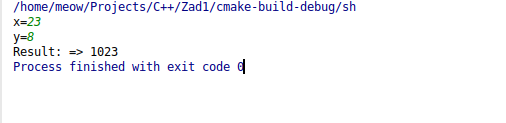 /home/meow/Projects/C++/Zad1/cmake-build-debug/sh
x=23
y=8
Result: => 1023
Process finished with exit code 0